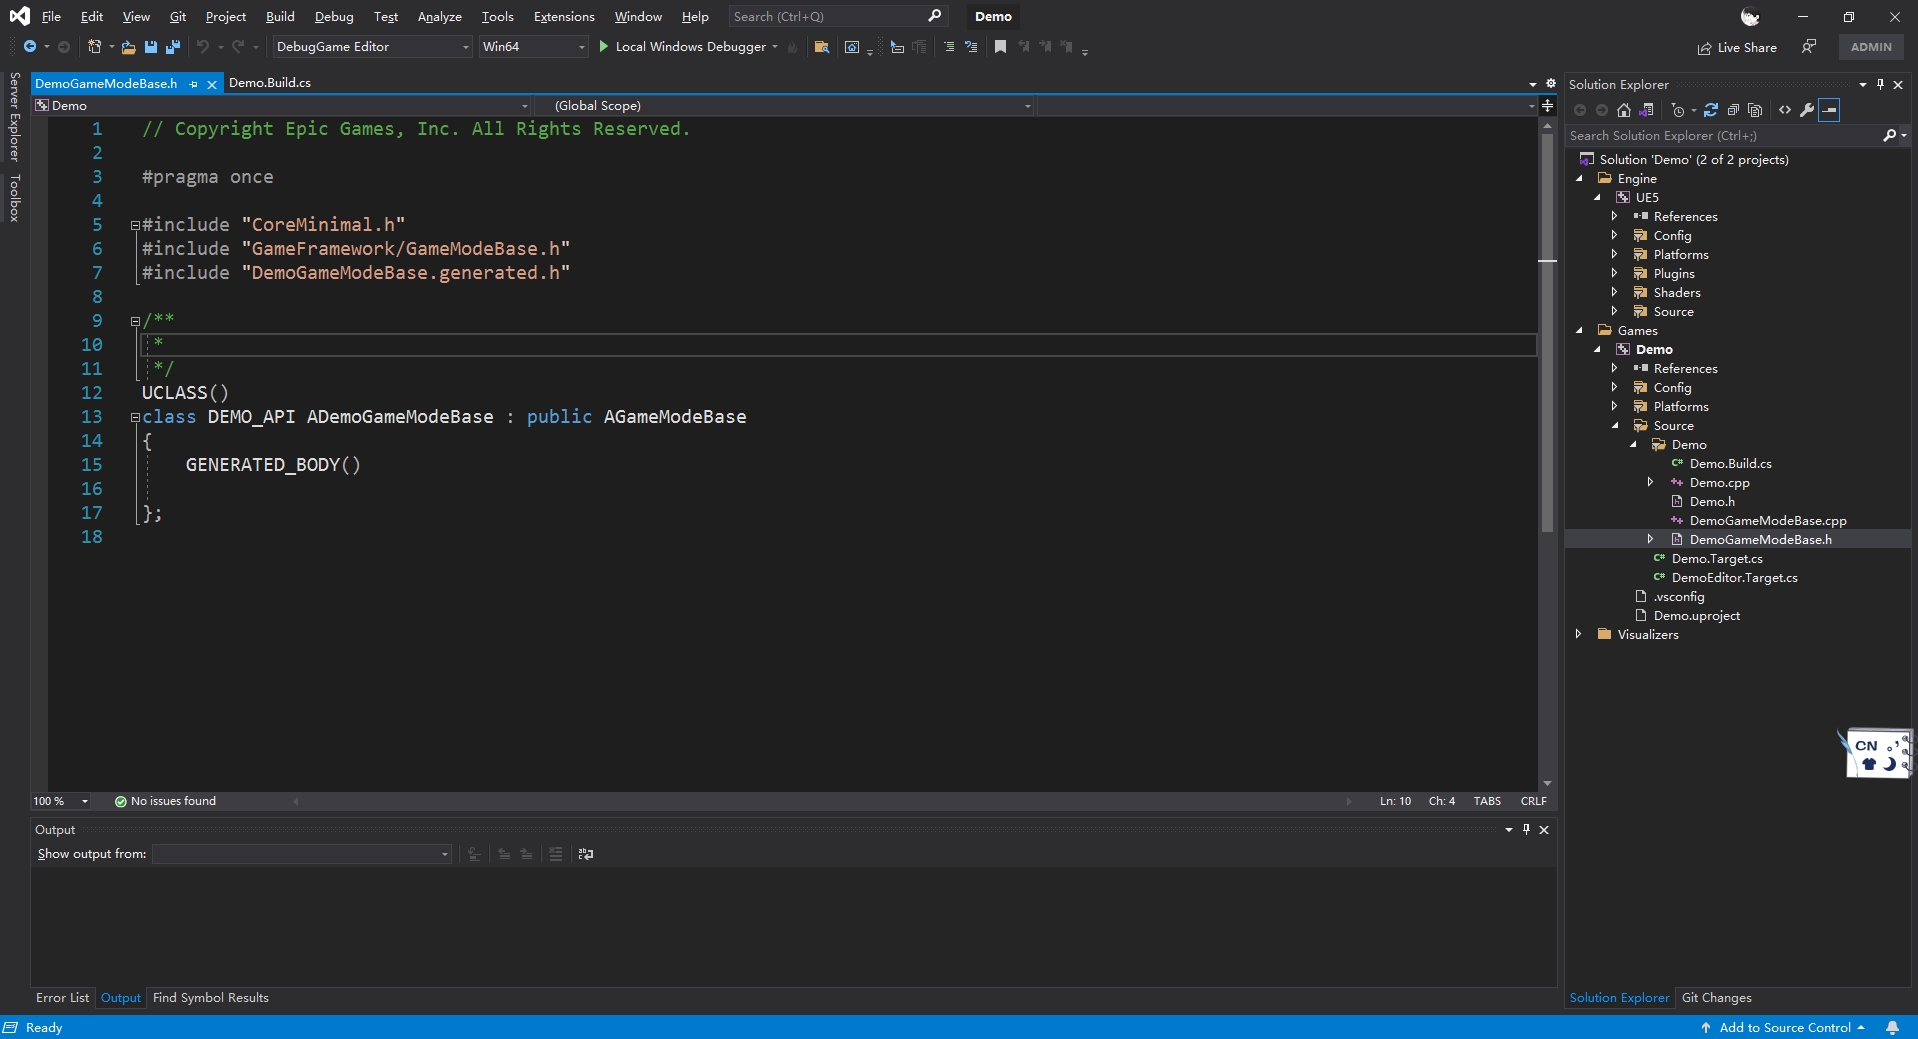 File Edit View Git Project Build Debug Test Analyze Tools Extensions Window Help Search (Ctrl+Q) Demo
DebugGame Editor Win64 Local Windows Debugger Live Share ADMIN
Server Explorer
Toolbox
DemoGameModeBase.h Demo.Build.cs
Demo (Global Scope)
1 // Copyright Epic Games, Inc. All Rights Reserved.
2
3 #pragma once
4
5 #include "CoreMinimal.h"
6 #include "GameFramework/GameModeBase.h"
7 #include "DemoGameModeBase.generated.h"
8
9 /**
10 *
11 */
12 UCLASS()
13 class DEMO_API ADemoGameModeBase : public AGameModeBase
14 {
15 GENERATED_BODY()
16
17 };
18
100 % No issues found Ln: 10 Ch: 4 TABS CRLF
Output
Show output from:
Error List Output Find Symbol Results
Solution Explorer
Search Solution Explorer (Ctrl+;)
Solution 'Demo' (2 of 2 projects)
Engine
UE5
References
Config
Platforms
Plugins
Shaders
Source
Games
Demo
References
Config
Platforms
Source
Demo
C# Demo.Build.cs
++ Demo.cpp
Demo.h
++ DemoGameModeBase.cpp
DemoGameModeBase.h
C# Demo.Target.cs
C# DemoEditor.Target.cs
.vsconfig
Demo.uproject
Visualizers
CN 。,
Solution Explorer Git Changes
Ready Add to Source Control